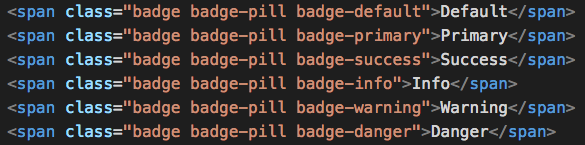 <span class="badge badge-pill badge-default">Default</span>
<span class="badge badge-pill badge-primary">Primary</span>
<span class="badge badge-pill badge-success">Success</span>
<span class="badge badge-pill badge-info">Info</span>
<span class="badge badge-pill badge-warning">Warning</span>
<span class="badge badge-pill badge-danger">Danger</span>